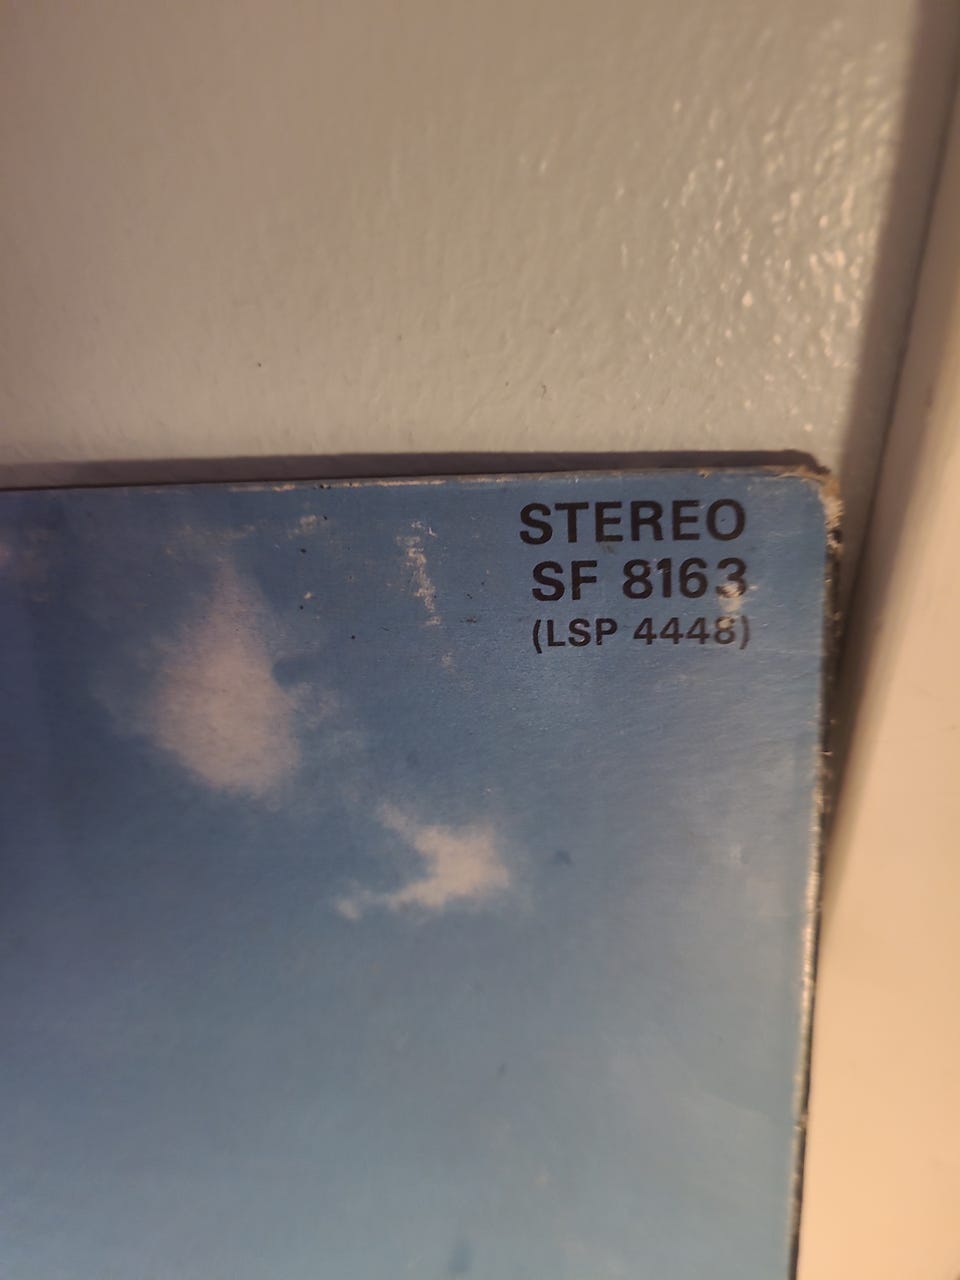 STEREO
SF 8163
(LSP 4448)